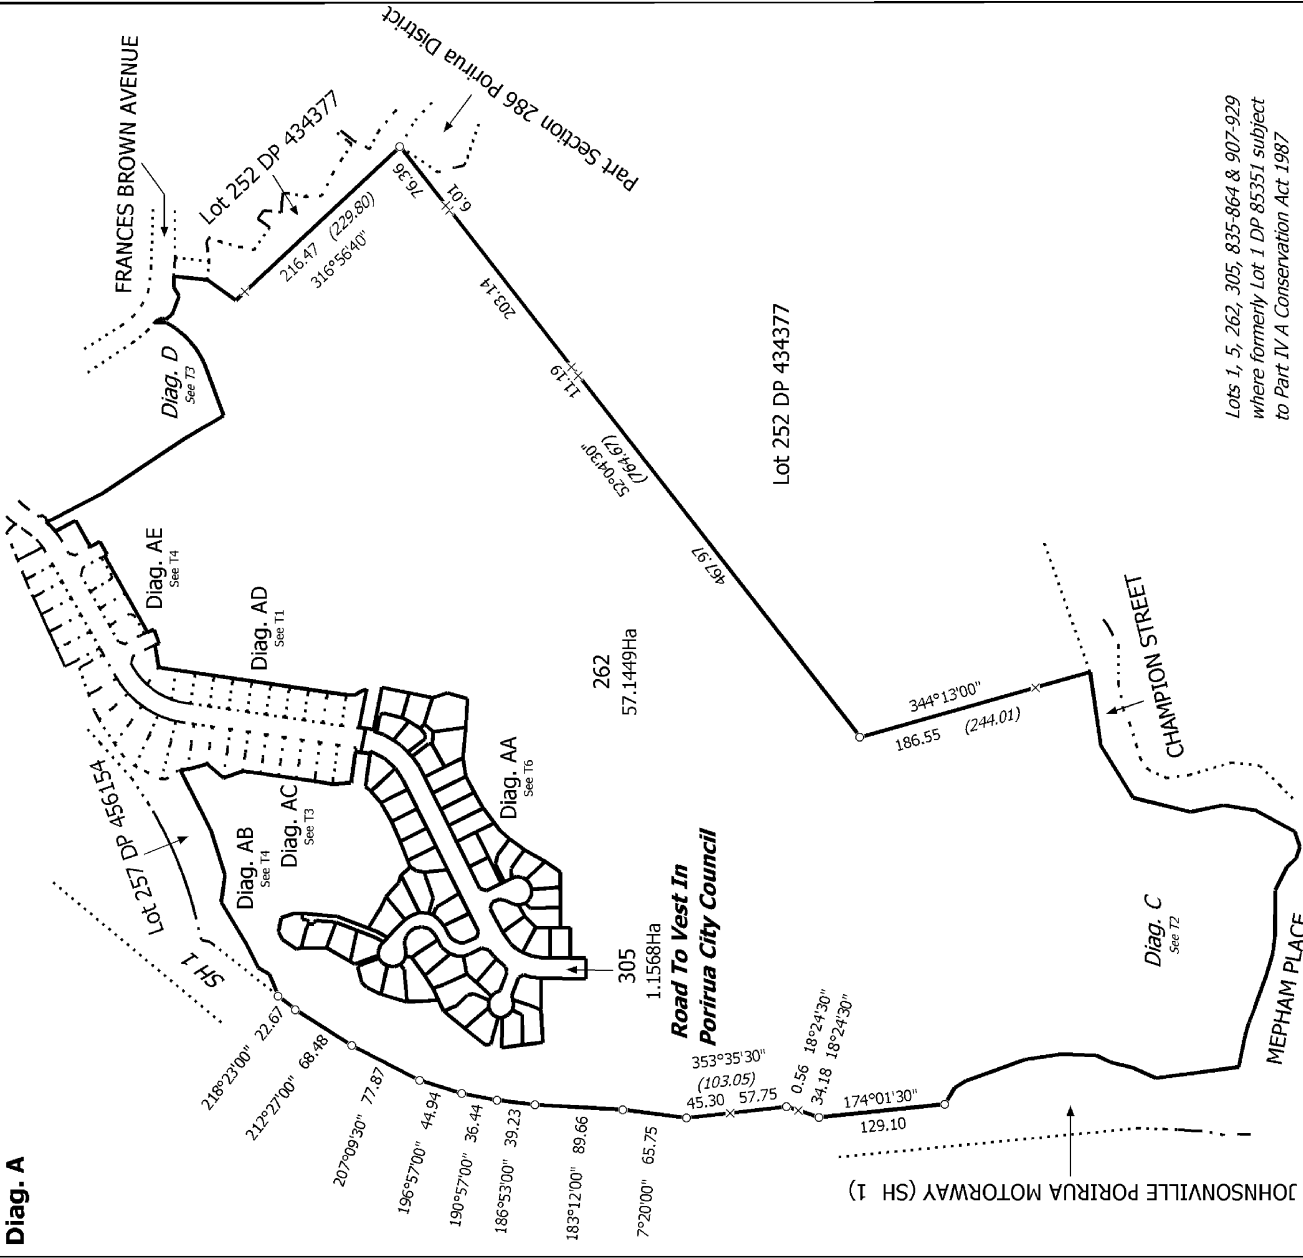 Diag. A
FRANCES BROWN AVENUE
Lot 252 DP 434377
Part Section 286 Porirua District
216.47 (229.80)
316°56'40"
76.36
6.01
203.14
11.19
52°04'30"
(764.67)
467.97
Diag. D
See T3
Diag. AE
See T4
Diag. AD
See T1
Lot 257 DP 456154
Diag. AB
See T4
Diag. AC
See T3
Diag. AA
See T6
262
57.1449Ha
Lot 252 DP 434377
Lots 1, 5, 262, 305, 835-864 & 907-929
where formerly Lot 1 DP 85351 subject
to Part IV A Conservation Act 1987
SH 1
305
1.1568Ha
Road To Vest In
Porirua City Council
344°13'00"
186.55 (244.01)
CHAMPION STREET
Diag. C
See T2
MEPHAM PLACE
218°23'00" 22.67
212°27'00" 68.48
207°09'30" 77.87
196°57'00" 44.94
190°57'00" 36.44
186°53'00" 39.23
183°12'00" 89.66
7°20'00" 65.75
353°35'30"
(103.05)
45.30 57.75
0.56 18°24'30"
34.18 18°24'30"
174°01'30"
129.10
JOHNSONVILLE PORIRUA MOTORWAY (SH 1)